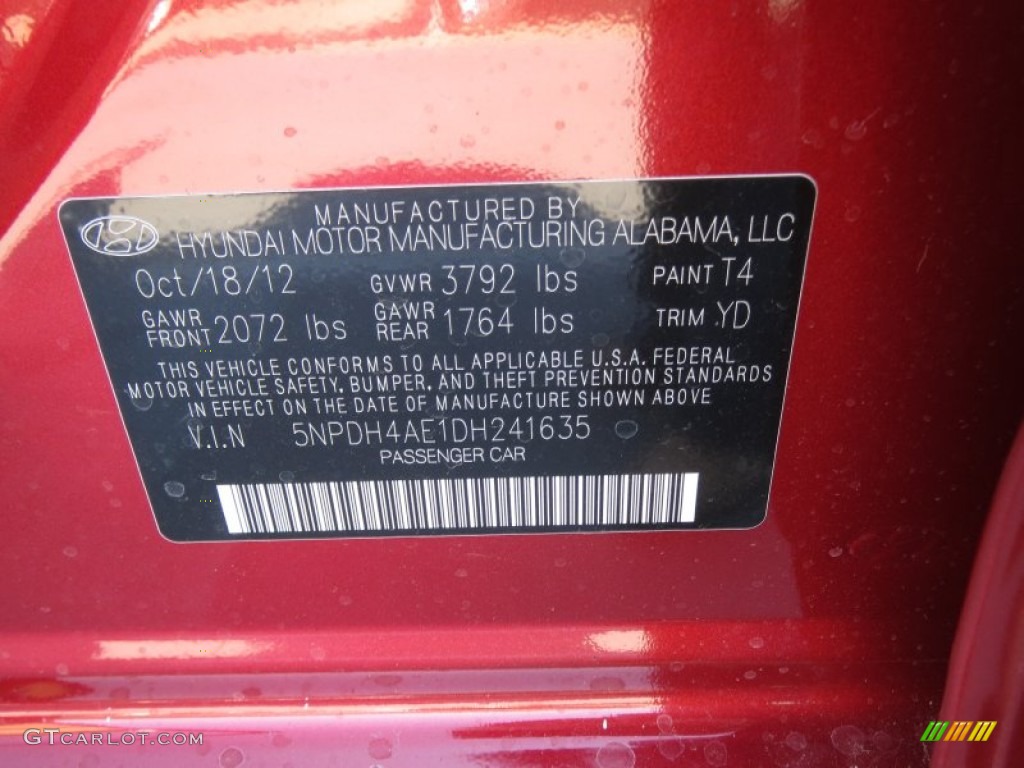 MANUFACTURED BY
HYUNDAI MOTOR MANUFACTURING ALABAMA, LLC
Oct/18/12 GVWR 3792 lbs PAINT T4
GAWR FRONT 2072 lbs GAWR REAR 1764 lbs TRIM YD
THIS VEHICLE CONFORMS TO ALL APPLICABLE U.S.A. FEDERAL
MOTOR VEHICLE SAFETY, BUMPER, AND THEFT PREVENTION STANDARDS
IN EFFECT ON THE DATE OF MANUFACTURE SHOWN ABOVE
V.I.N 5NPDH4AE1DH241635
PASSENGER CAR
GTCARLOT.COM